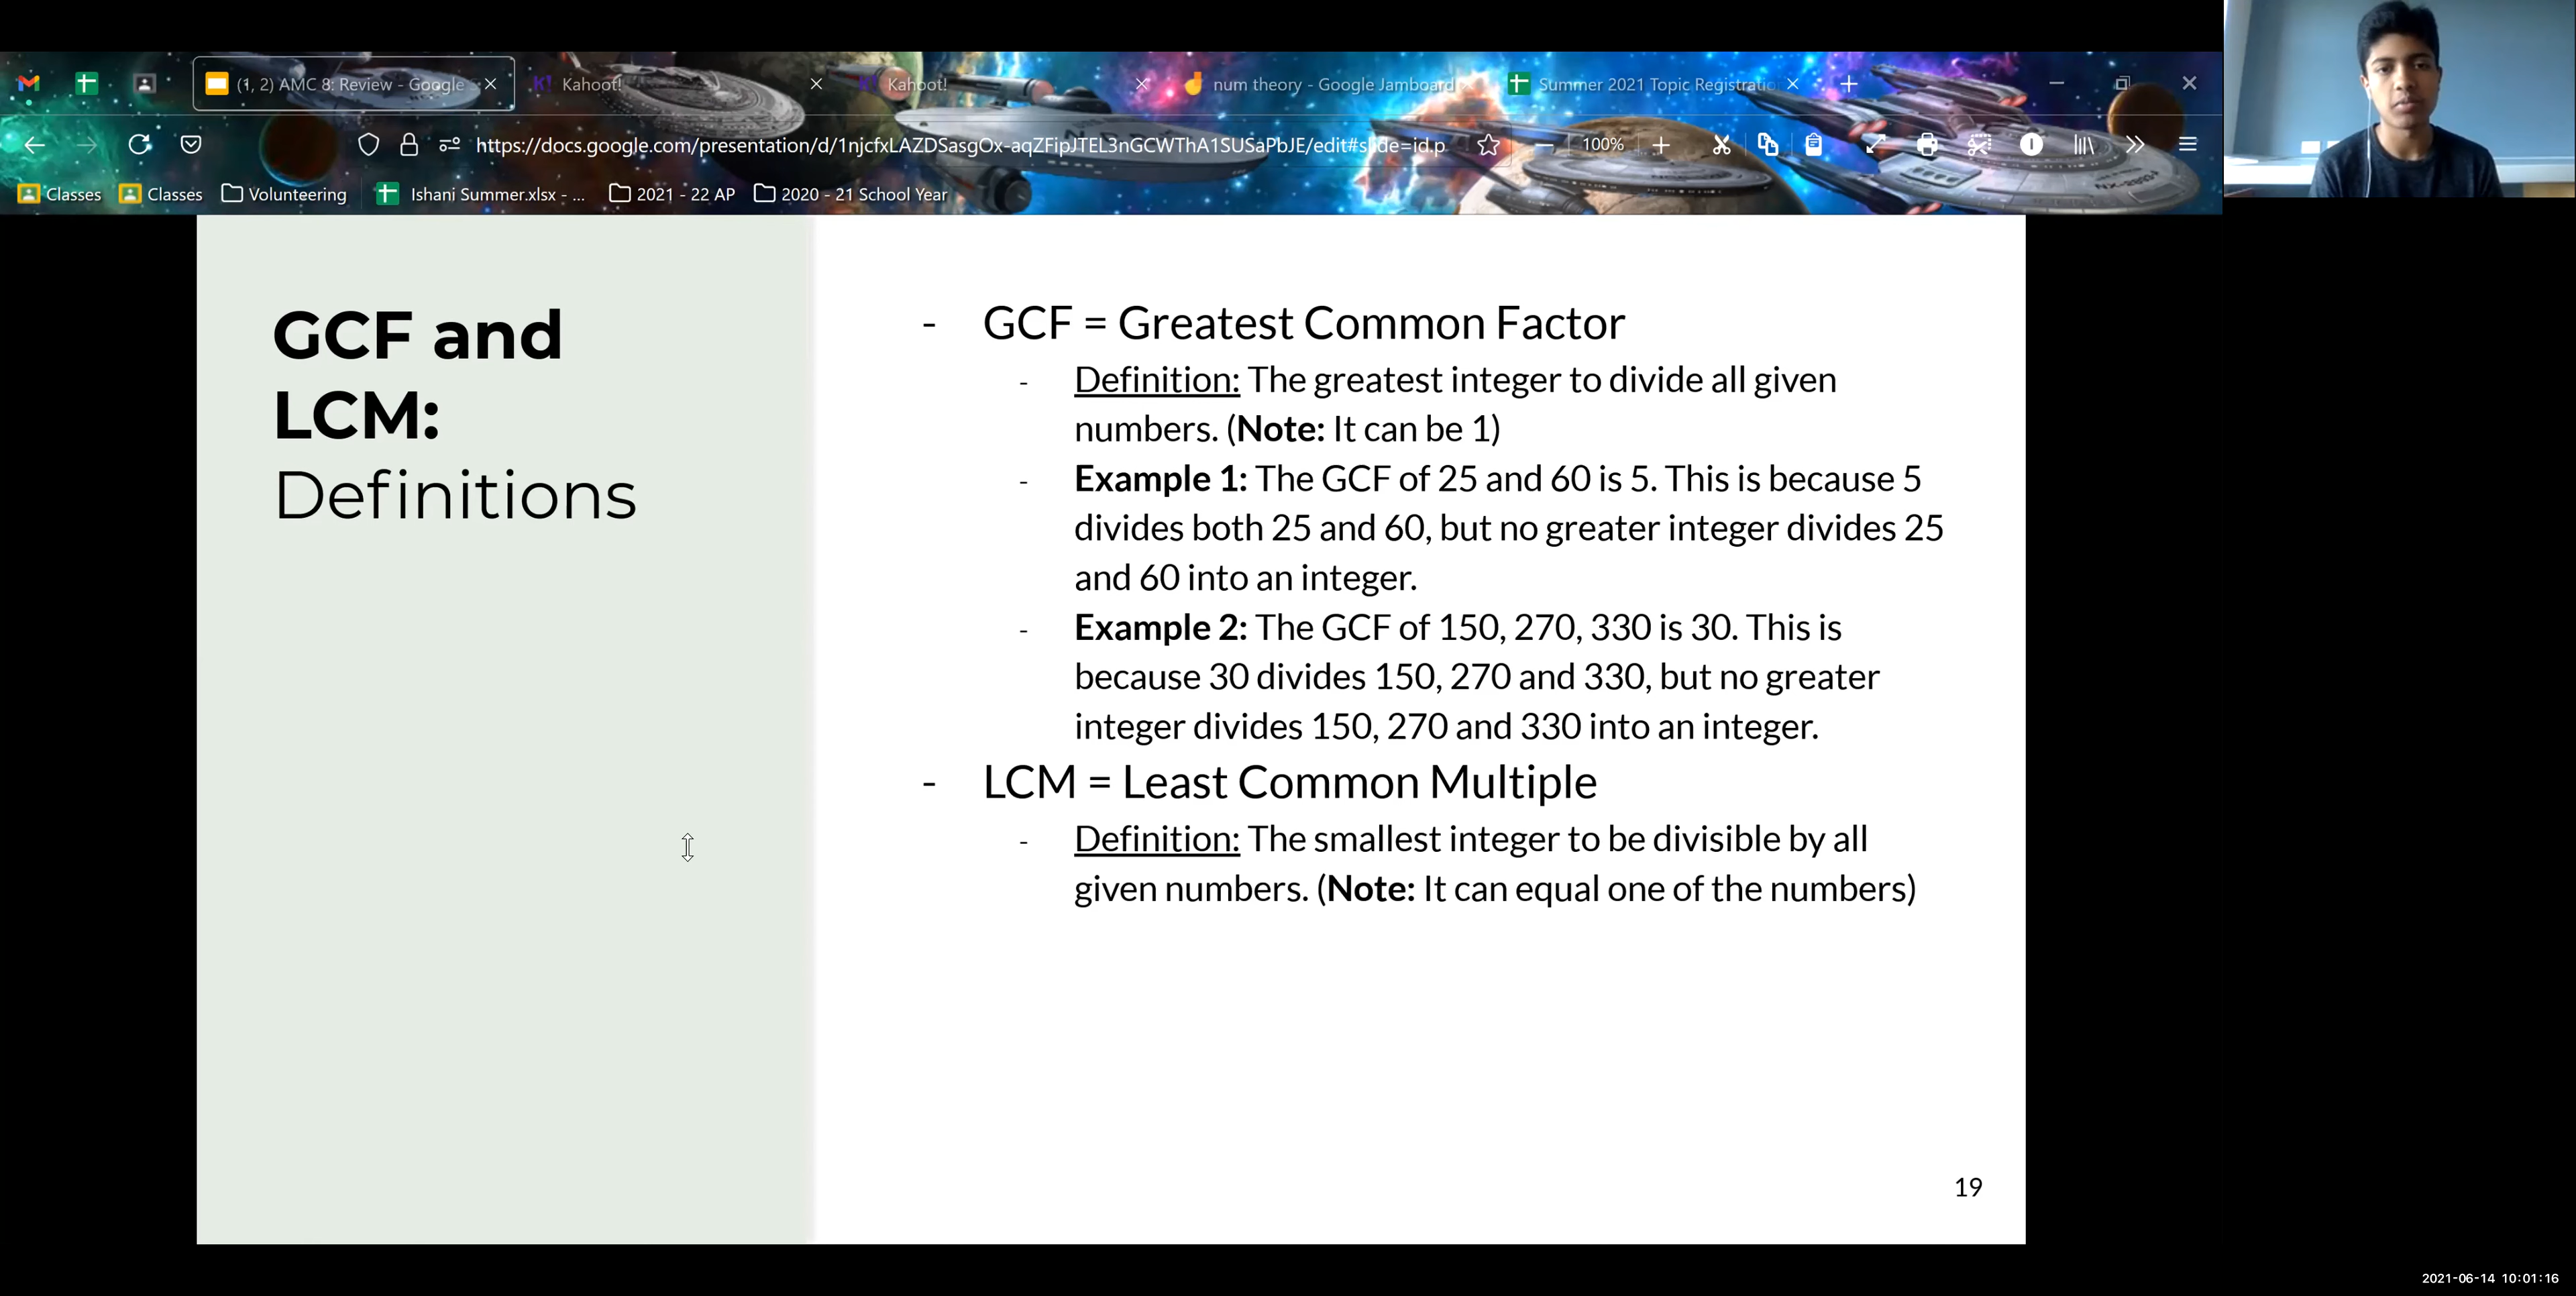 (1, 2) AMC 8: Review - Google S
Kahoot!
Kahoot!
num theory - Google Jamboard
Summer 2021 Topic Registratio
https://docs.google.com/presentation/d/1njcfxLAZDSasgOx-aqZFipJTEL3nGCWThA1SUSaPbJE/edit#slide=id.p
100%
Classes
Classes
Volunteering
Ishani Summer.xlsx - ...
2021 - 22 AP
2020 - 21 School Year
GCF and
LCM:
Definitions
- GCF = Greatest Common Factor
- Definition: The greatest integer to divide all given
numbers. (Note: It can be 1)
- Example 1: The GCF of 25 and 60 is 5. This is because 5
divides both 25 and 60, but no greater integer divides 25
and 60 into an integer.
- Example 2: The GCF of 150, 270, 330 is 30. This is
because 30 divides 150, 270 and 330, but no greater
integer divides 150, 270 and 330 into an integer.
- LCM = Least Common Multiple
- Definition: The smallest integer to be divisible by all
given numbers. (Note: It can equal one of the numbers)
19
2021-06-14 10:01:16